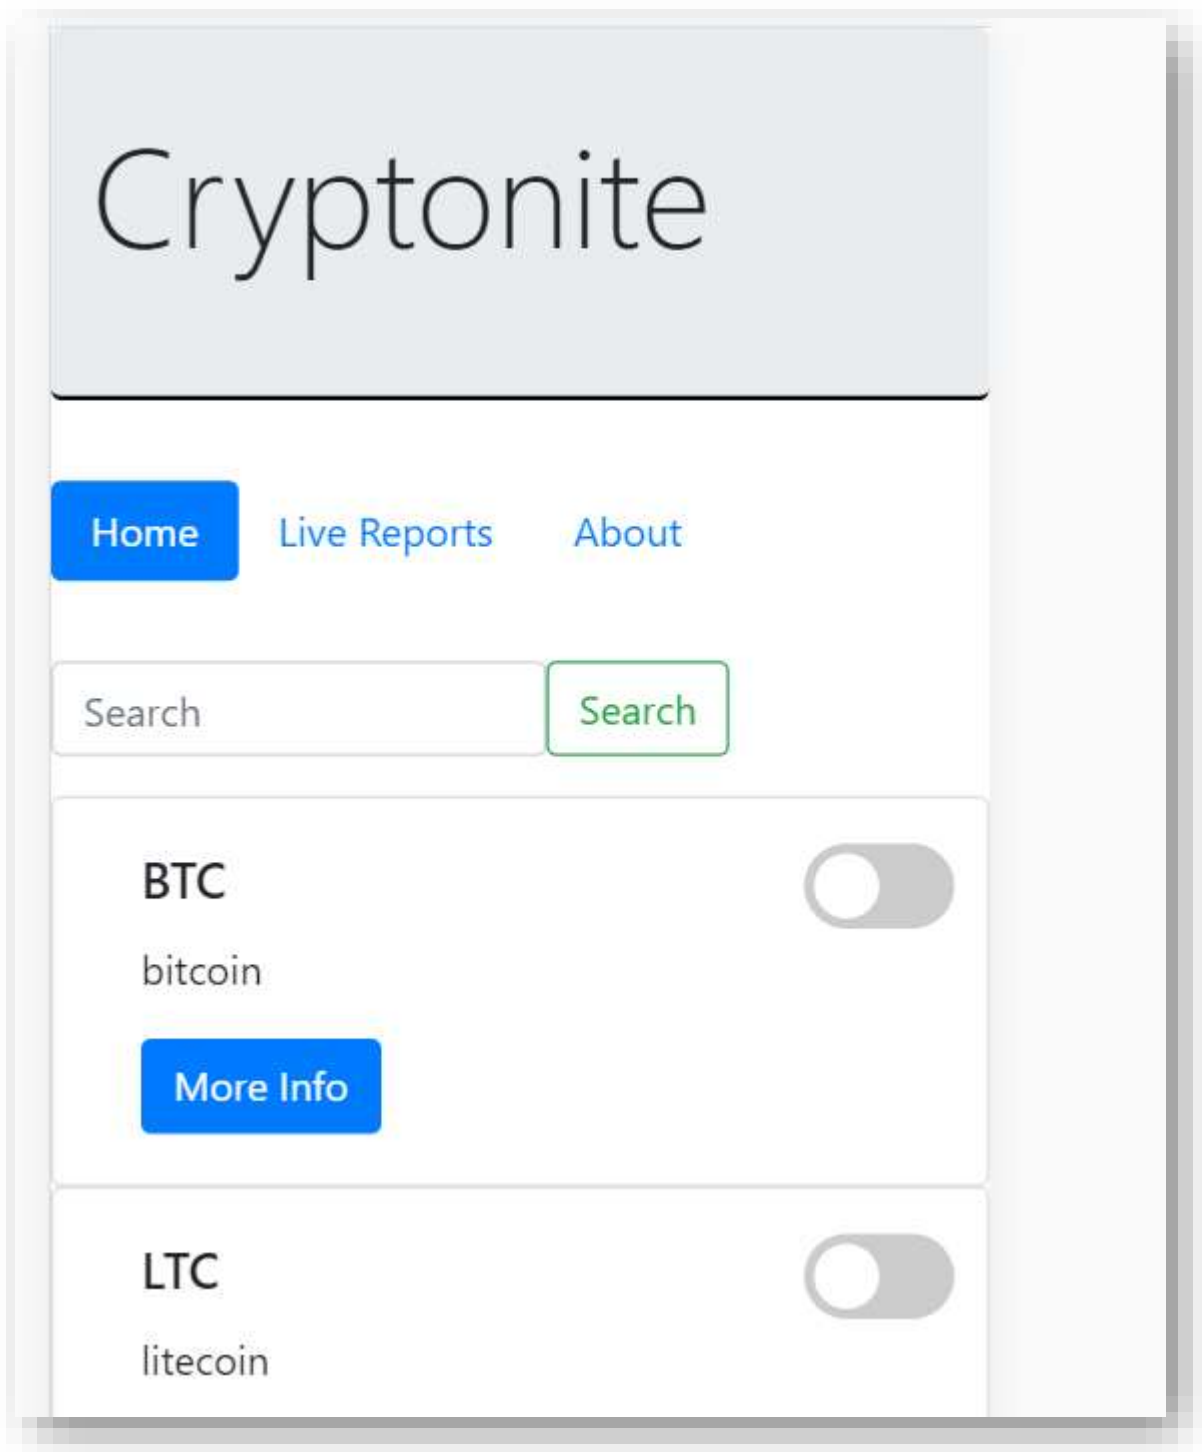 Cryptonite
Home Live Reports About
Search Search
BTC
bitcoin
More Info
LTC
litecoin